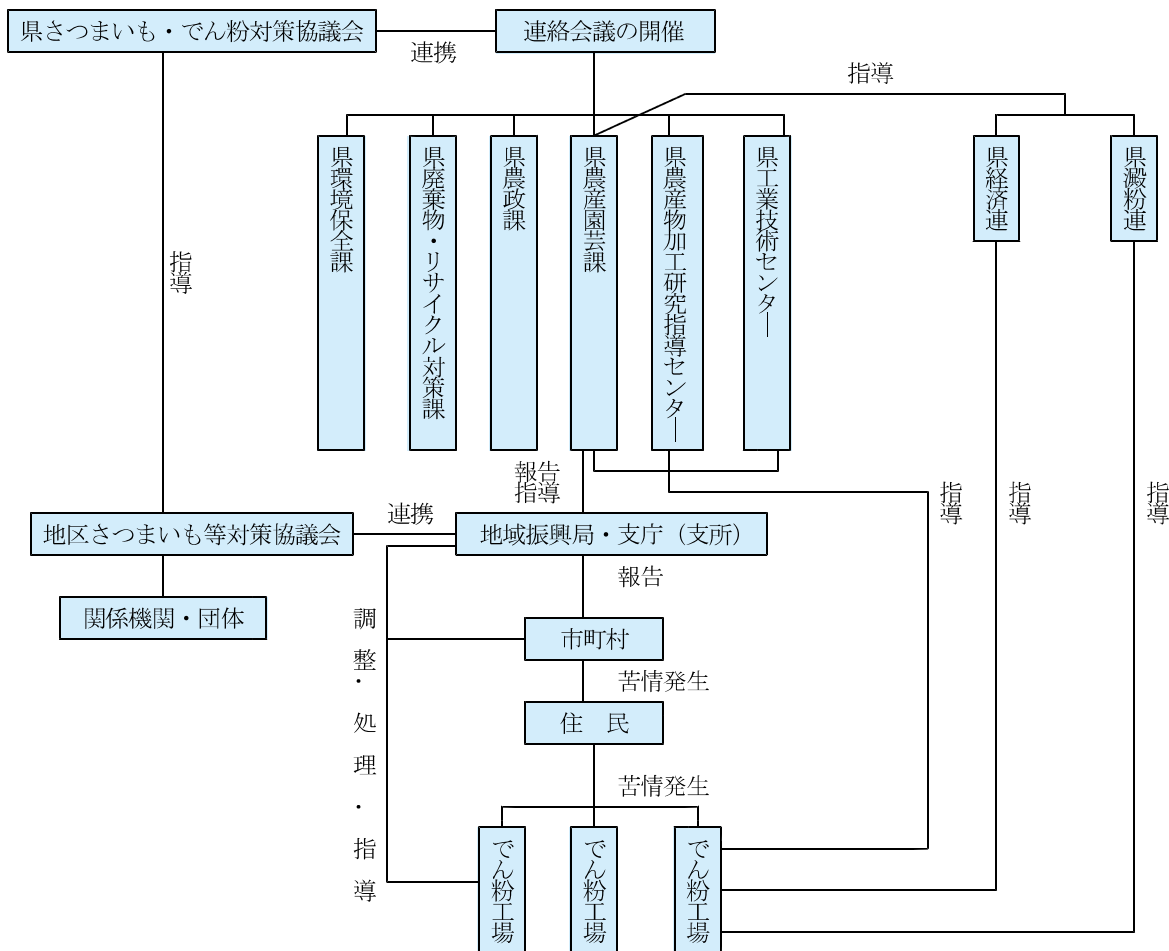 県さつまいも・でん粉対策協議会
連携
連絡会議の開催
指導
県環境保全課
県廃棄物・リサイクル対策課
県農政課
県農産園芸課
県農産物加工研究指導センター
県工業技術センター
県経済連
県澱粉連
指導
報告
指導
指導
指導
指導
地区さつまいも等対策協議会
連携
地域振興局・支庁（支所）
報告
関係機関・団体
市町村
苦情発生
住　民
調整・処理・指導
苦情発生
でん粉工場
でん粉工場
でん粉工場